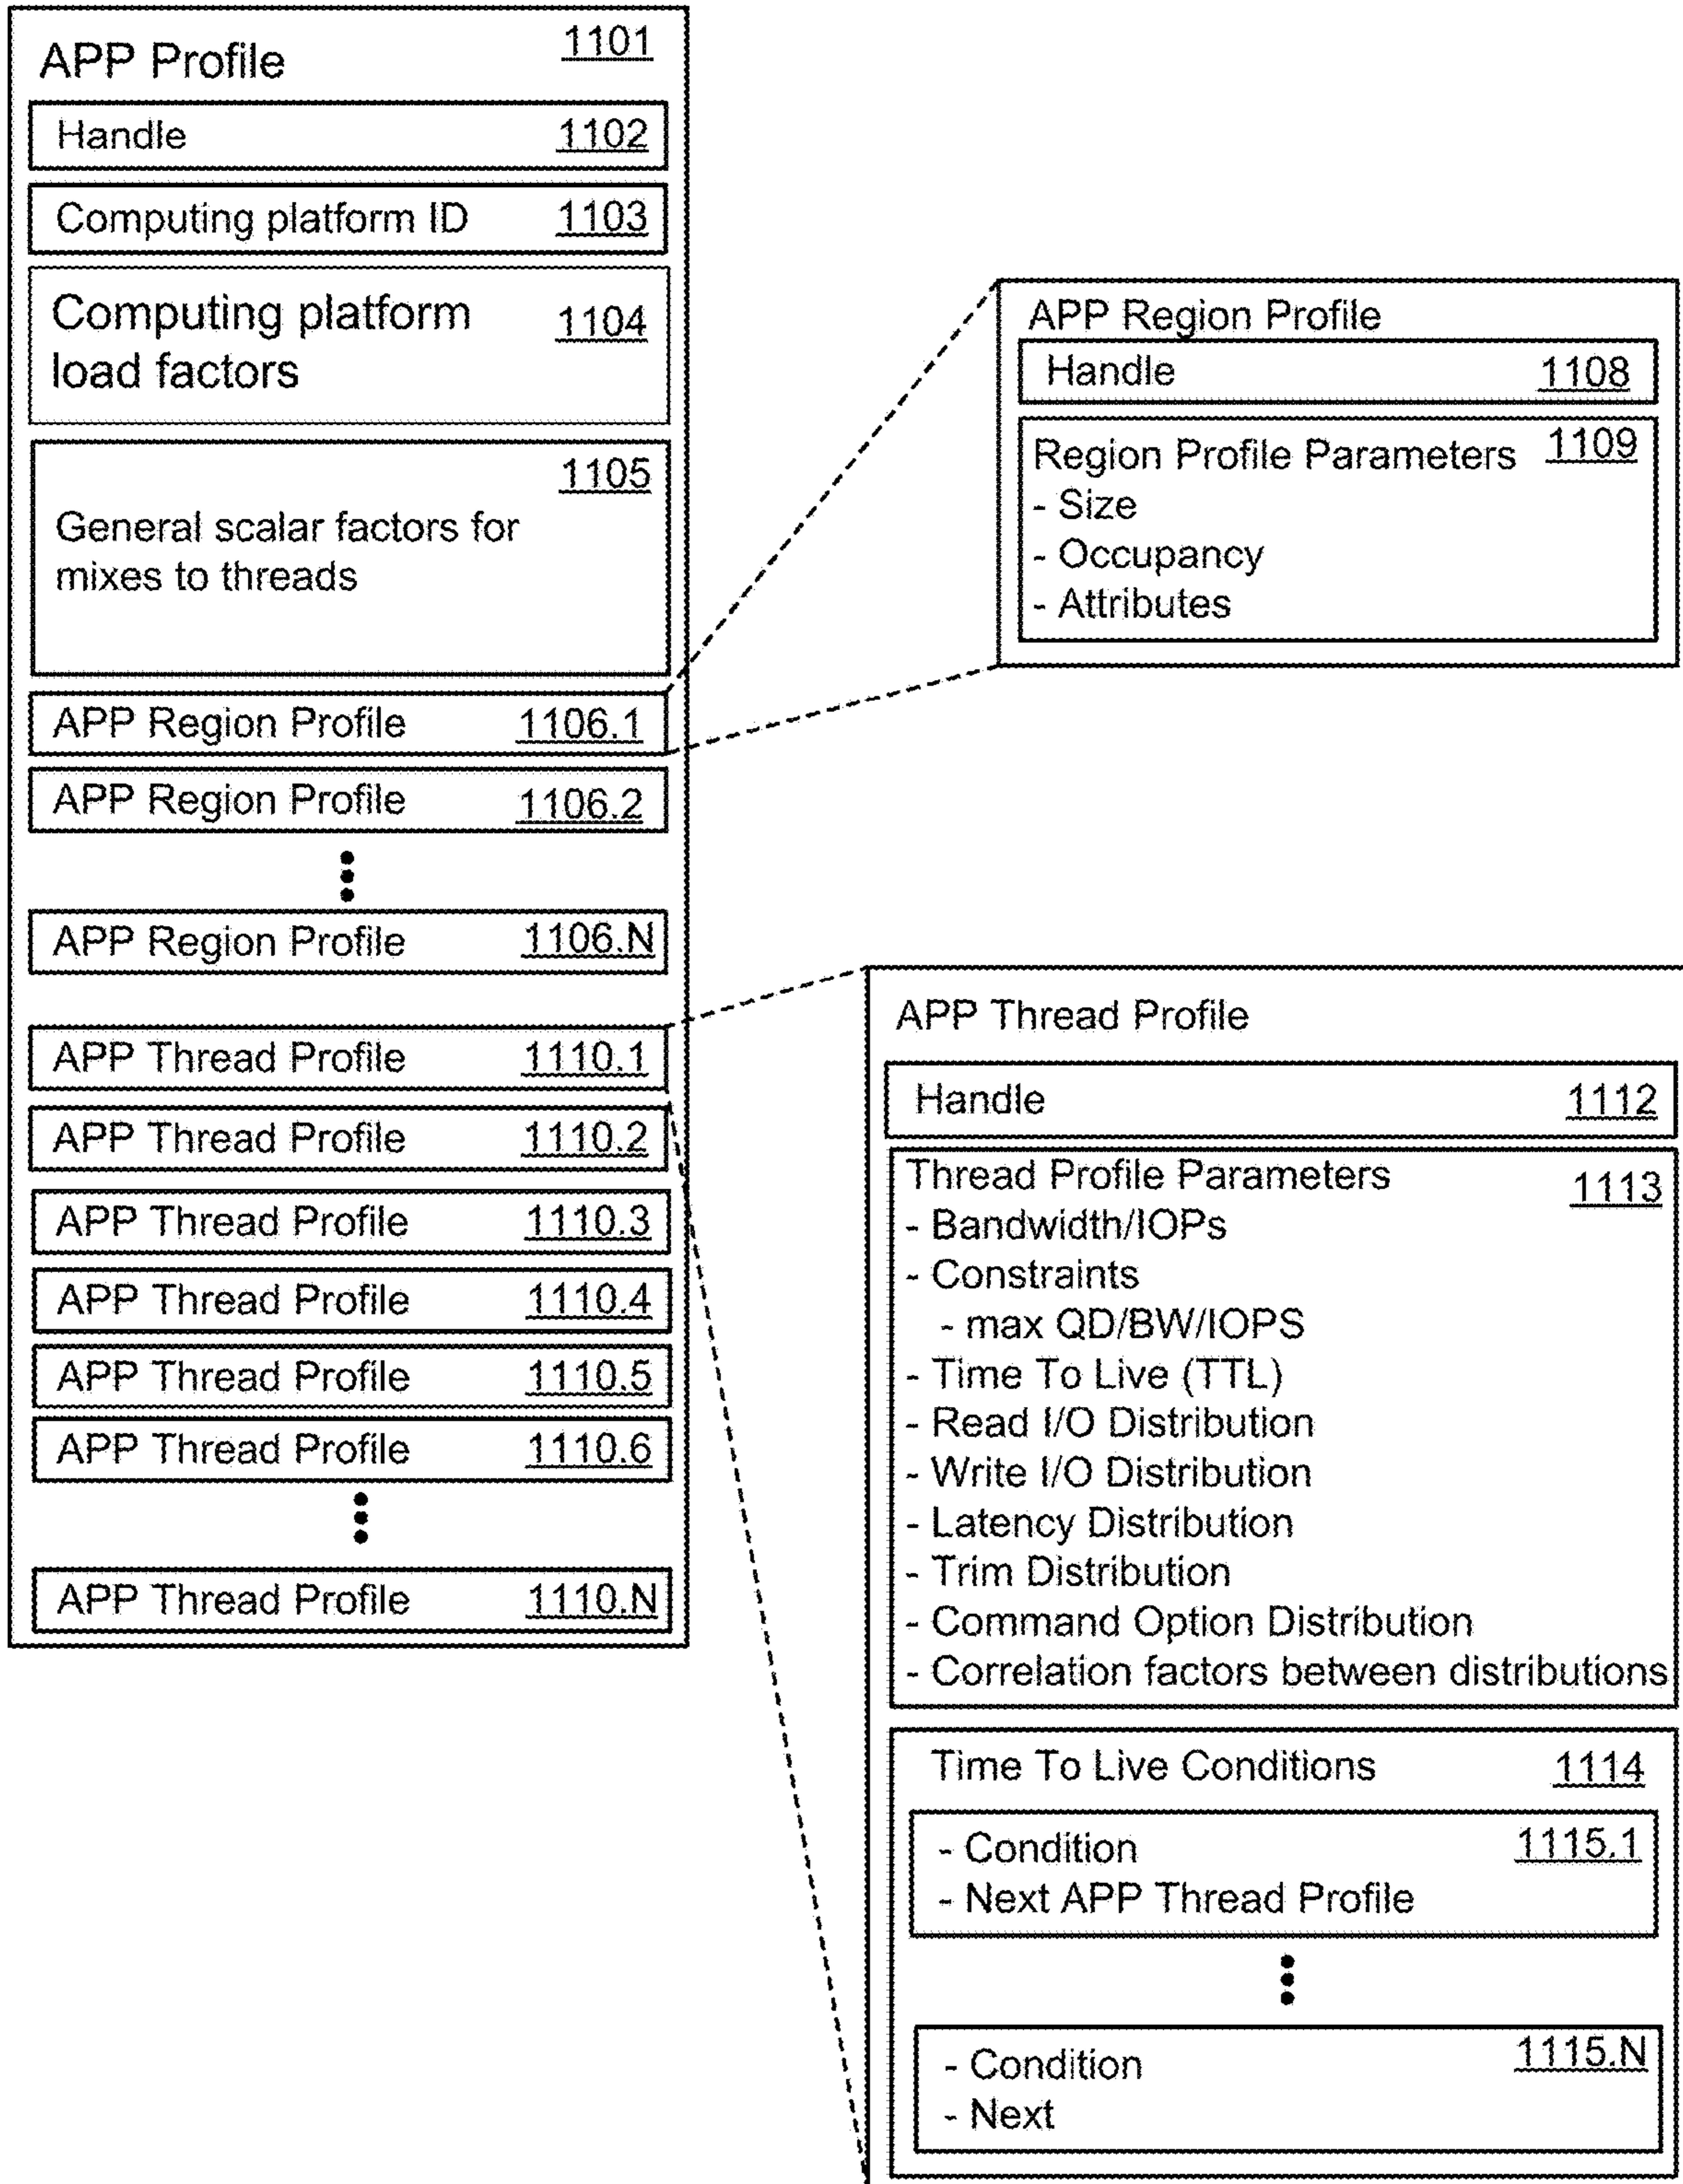 APP Profile 1101
Handle 1102
Computing platform ID 1103
Computing platform 1104
load factors
1105
General scalar factors for
mixes to threads
APP Region Profile 1106.1
APP Region Profile 1106.2
APP Region Profile 1106.N
APP Thread Profile 1110.1
APP Thread Profile 1110.2
APP Thread Profile 1110.3
APP Thread Profile 1110.4
APP Thread Profile 1110.5
APP Thread Profile 1110.6
APP Thread Profile 1110.N
APP Region Profile
Handle 1108
Region Profile Parameters 1109
- Size
- Occupancy
- Attributes
APP Thread Profile
Handle 1112
Thread Profile Parameters 1113
- Bandwidth/IOPs
- Constraints
- max QD/BW/IOPS
- Time To Live (TTL)
- Read I/O Distribution
- Write I/O Distribution
- Latency Distribution
- Trim Distribution
- Command Option Distribution
- Correlation factors between distributions
Time To Live Conditions 1114
- Condition 1115.1
- Next APP Thread Profile
- Condition 1115.N
- Next